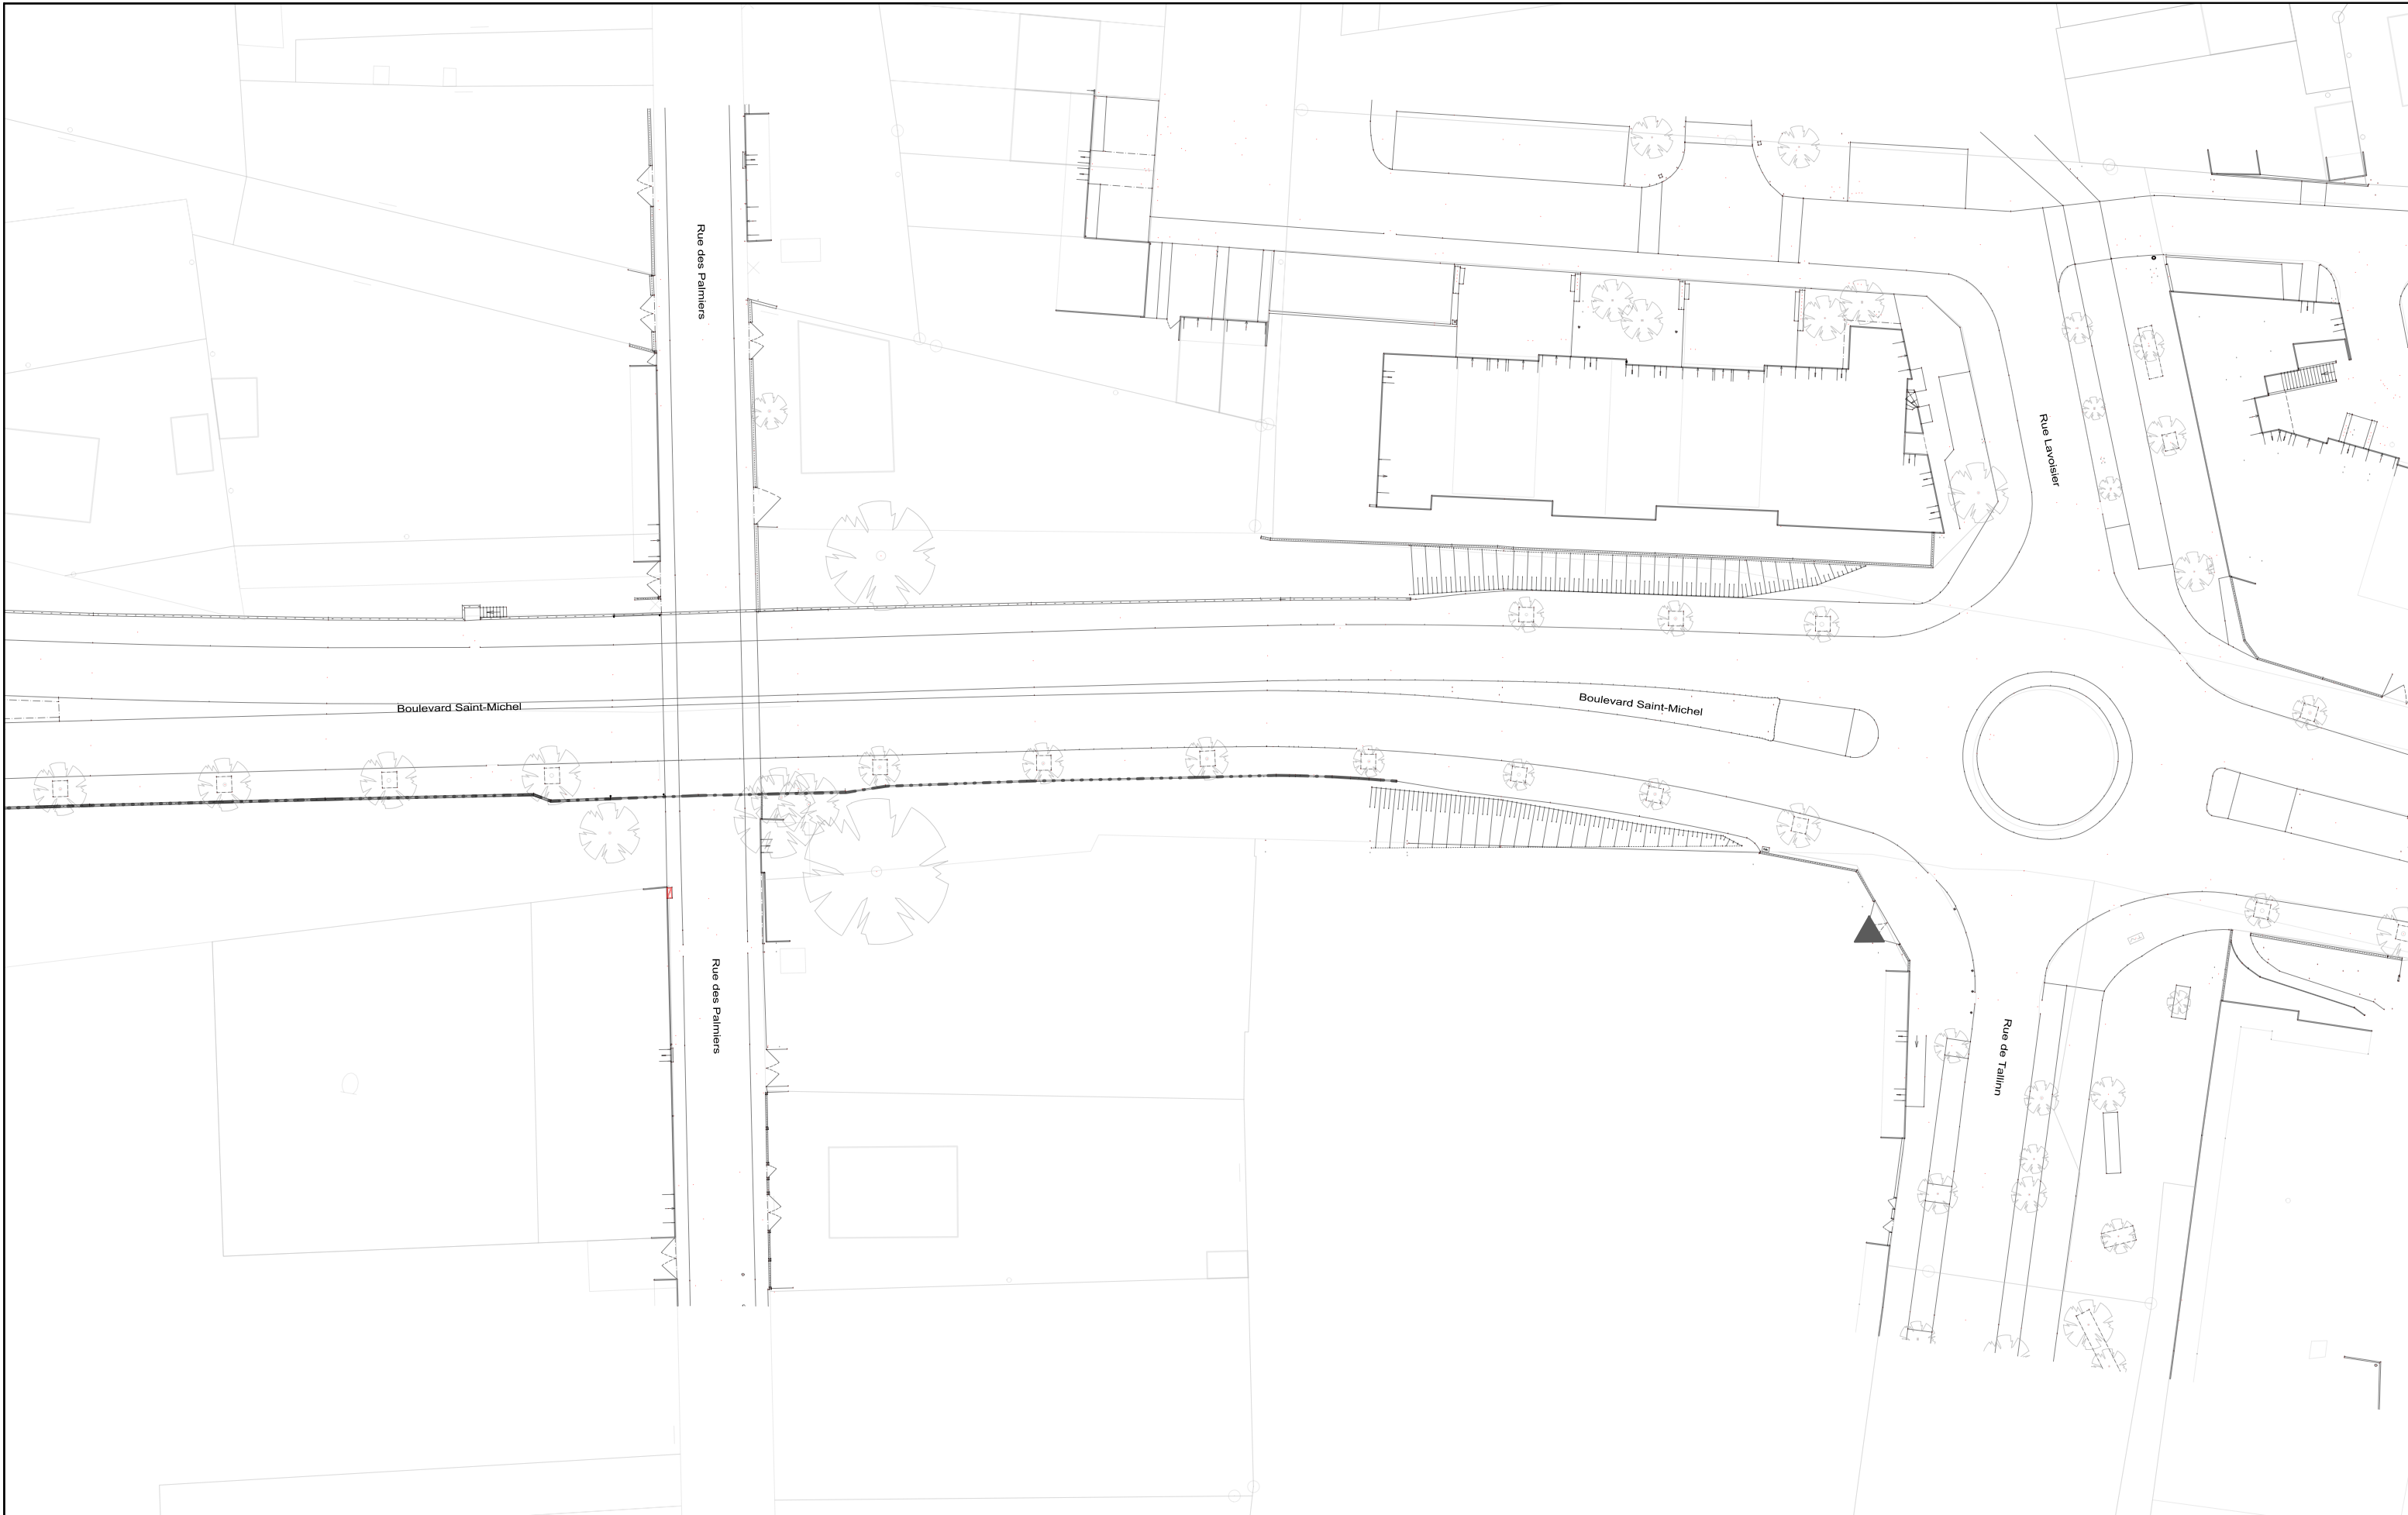 Rue des Palmiers
Rue Lavoisier
Boulevard Saint-Michel
Boulevard Saint-Michel
Rue des Palmiers
Rue de Tallinn